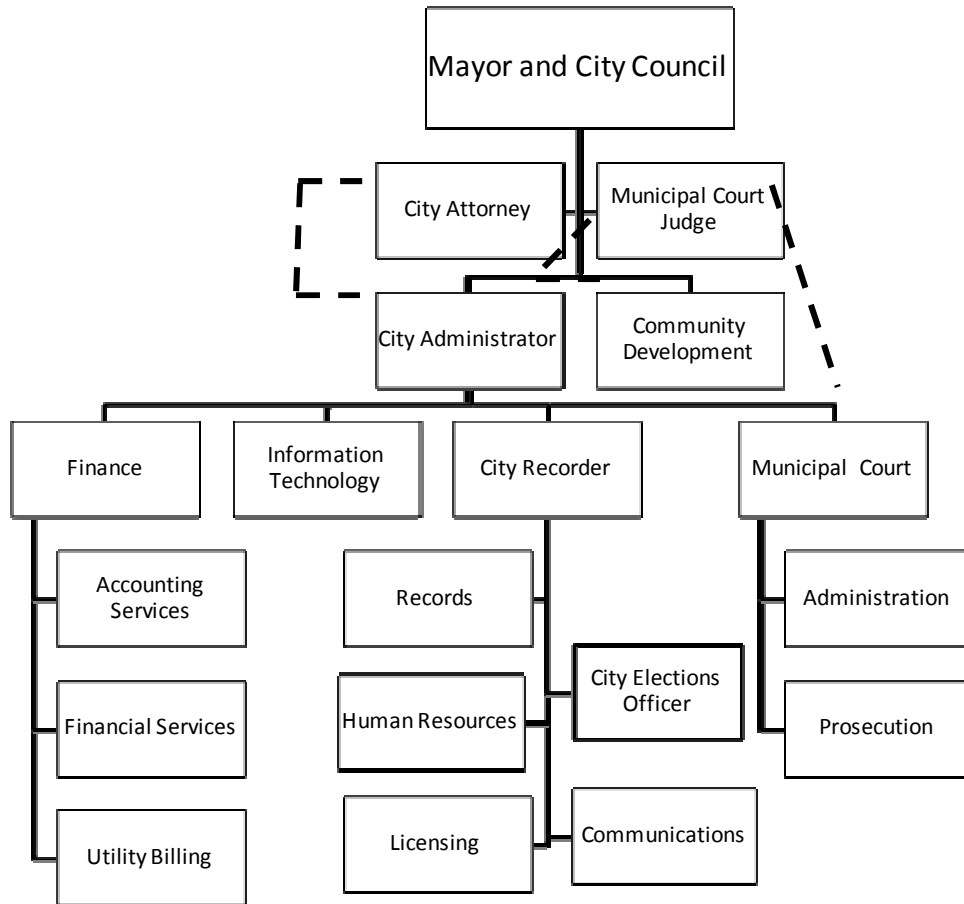 Mayor and City Council
City Attorney
Municipal Court
Judge
City Administrator
Community
Development
Finance
Information
Technology
City Recorder
Municipal Court
Accounting
Services
Records
Administration
City Elections
Officer
Financial Services
Human Resources
Prosecution
Utility Billing
Licensing
Communications